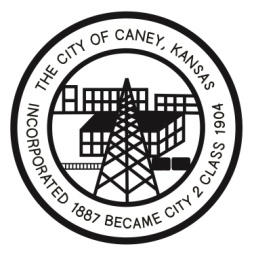 THE CITY OF CANEY, KANSAS
INCORPORATED 1887 BECAME CITY 2 CLASS 1904